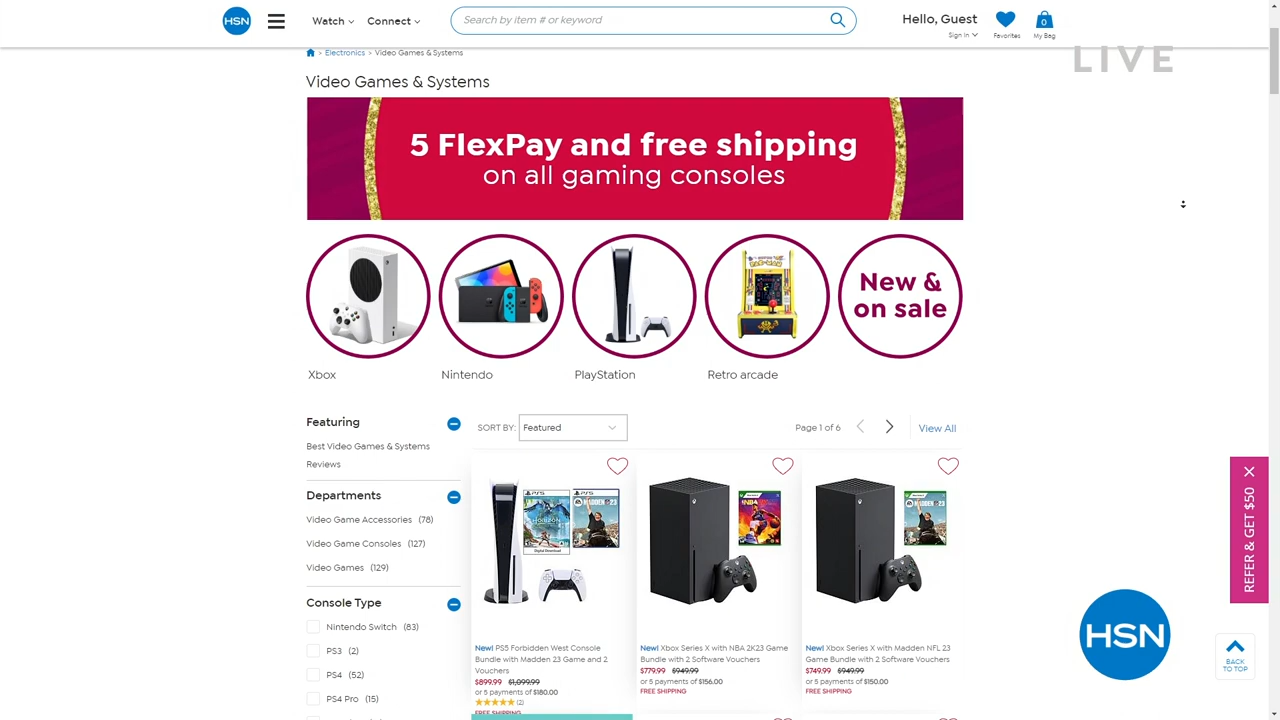 HSN
Watch
Connect
Search by item # or keyword
Hello, Guest
Sign In
Favorites
0
My Bag
LIVE
> Electronics > Video Games & Systems
Video Games & Systems
5 FlexPay and free shipping
on all gaming consoles
New &
on sale
Xbox
Nintendo
PlayStation
Retro arcade
Featuring
Best Video Games & Systems
Reviews
Departments
Video Game Accessories (78)
Video Game Consoles (127)
Video Games (129)
Console Type
Nintendo Switch (83)
PS3 (2)
PS4 (52)
PS4 Pro (15)
SORT BY: Featured
Page 1 of 6
View All
New! PS5 Forbidden West Console
Bundle with Madden 23 Game and 2
Vouchers
$899.99 $1,099.99
or 5 payments of $180.00
(2)
FREE SHIPPING
New! Xbox Series X with NBA 2K23 Game
Bundle with 2 Software Vouchers
$779.99 $949.99
or 5 payments of $156.00
FREE SHIPPING
New! Xbox Series X with Madden NFL 23
Game Bundle with 2 Software Vouchers
$749.99 $949.99
or 5 payments of $150.00
FREE SHIPPING
REFER & GET $50
HSN
BACK
TO TOP